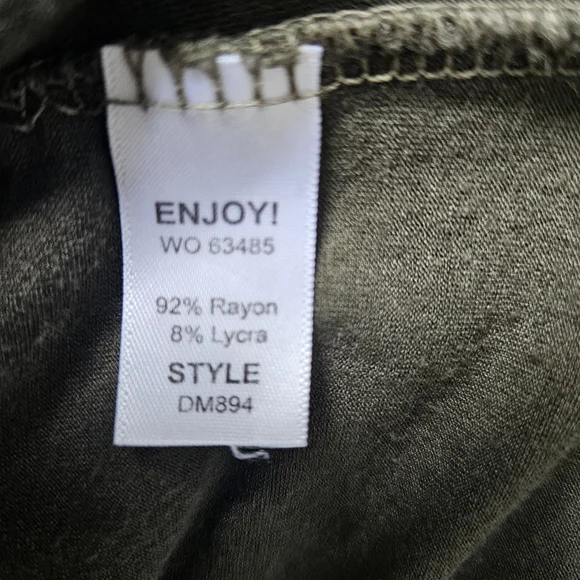 ENJOY!
WO 63485
92% Rayon
8% Lycra
STYLE
DM894